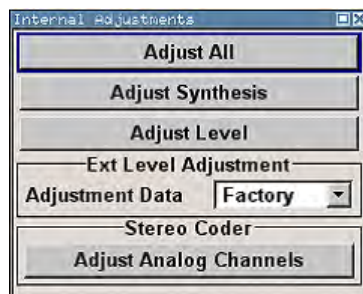 Internal Adjustments
Adjust All
Adjust Synthesis
Adjust Level
Ext Level Adjustment
Adjustment Data Factory
Stereo Coder
Adjust Analog Channels